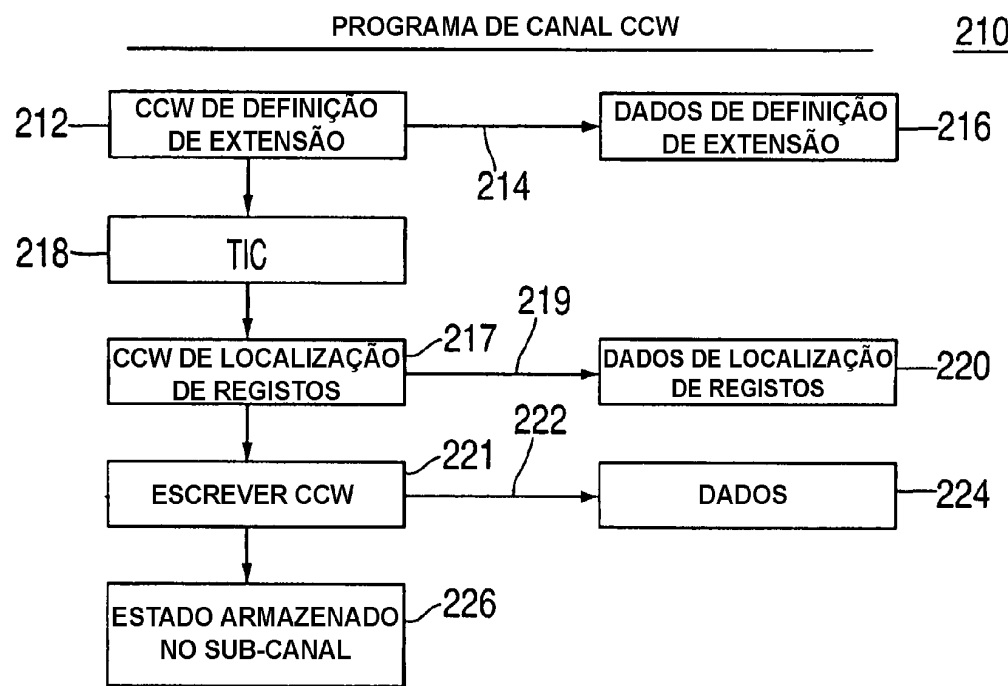 PROGRAMA DE CANAL CCW
210
212
CCW DE DEFINIÇÃO
DE EXTENSÃO
214
DADOS DE DEFINIÇÃO
DE EXTENSÃO
216
218
TIC
CCW DE LOCALIZAÇÃO
DE REGISTOS
217
219
DADOS DE LOCALIZAÇÃO
DE REGISTOS
220
ESCREVER CCW
221
222
DADOS
224
ESTADO ARMAZENADO
NO SUB-CANAL
226